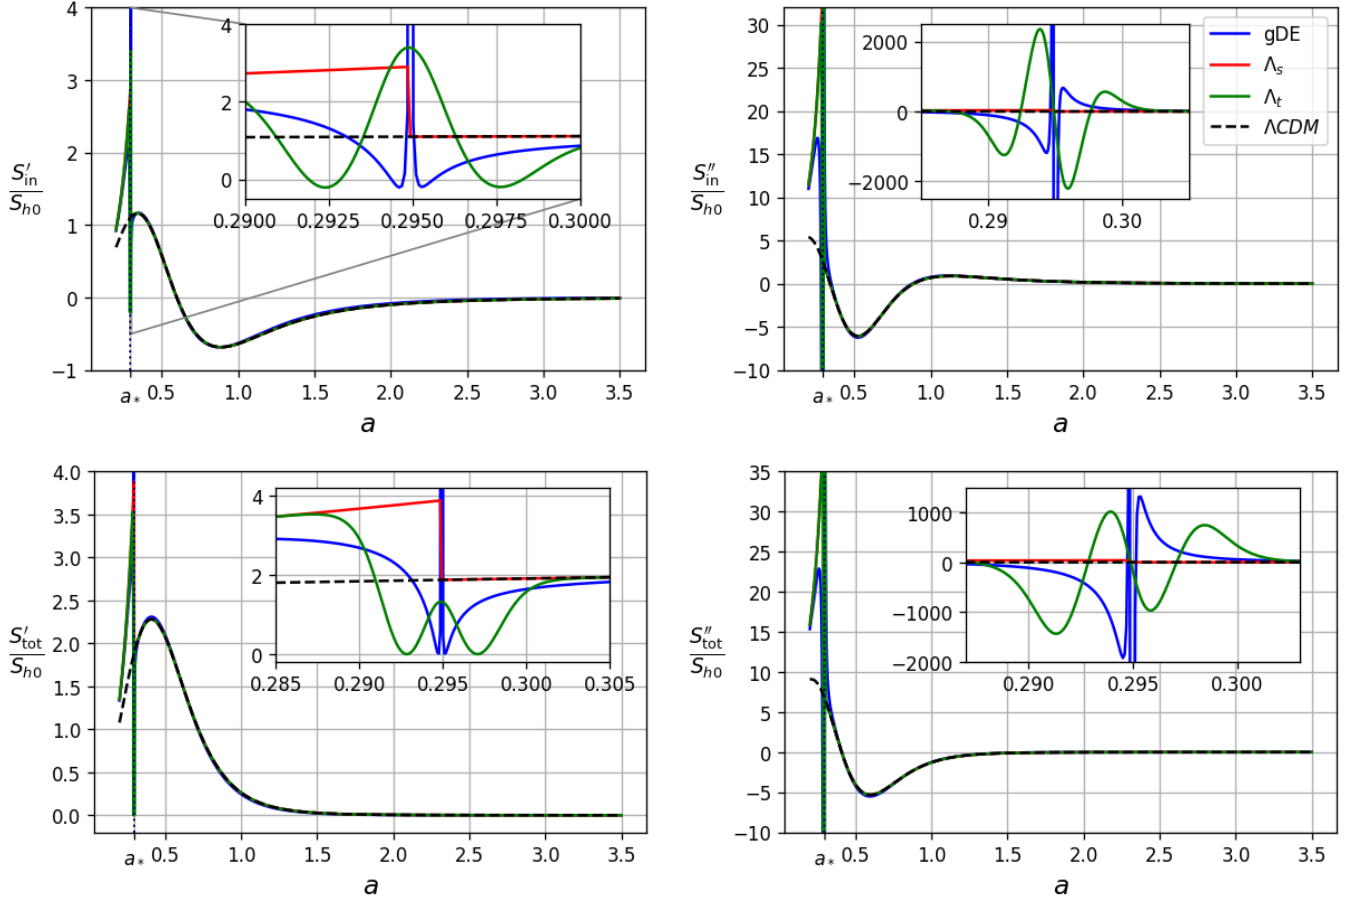 4
3
2
1
0
−1
S′in
Sh0
4
2
0
0.2900 0.2925 0.2950 0.2975 0.3000
a* 0.5 1.0 1.5 2.0 2.5 3.0 3.5
a
30
25
20
15
10
5
0
−5
−10
S″in
Sh0
2000
0
−2000
0.29 0.30
gDE
Λs
Λt
ΛCDM
a* 0.5 1.0 1.5 2.0 2.5 3.0 3.5
a
4.0
3.5
3.0
2.5
2.0
1.5
1.0
0.5
0.0
S′tot
Sh0
4
2
0
0.285 0.290 0.295 0.300 0.305
a* 0.5 1.0 1.5 2.0 2.5 3.0 3.5
a
35
30
25
20
15
10
5
0
−5
−10
S″tot
Sh0
1000
0
−1000
−2000
0.290 0.295 0.300
a* 0.5 1.0 1.5 2.0 2.5 3.0 3.5
a